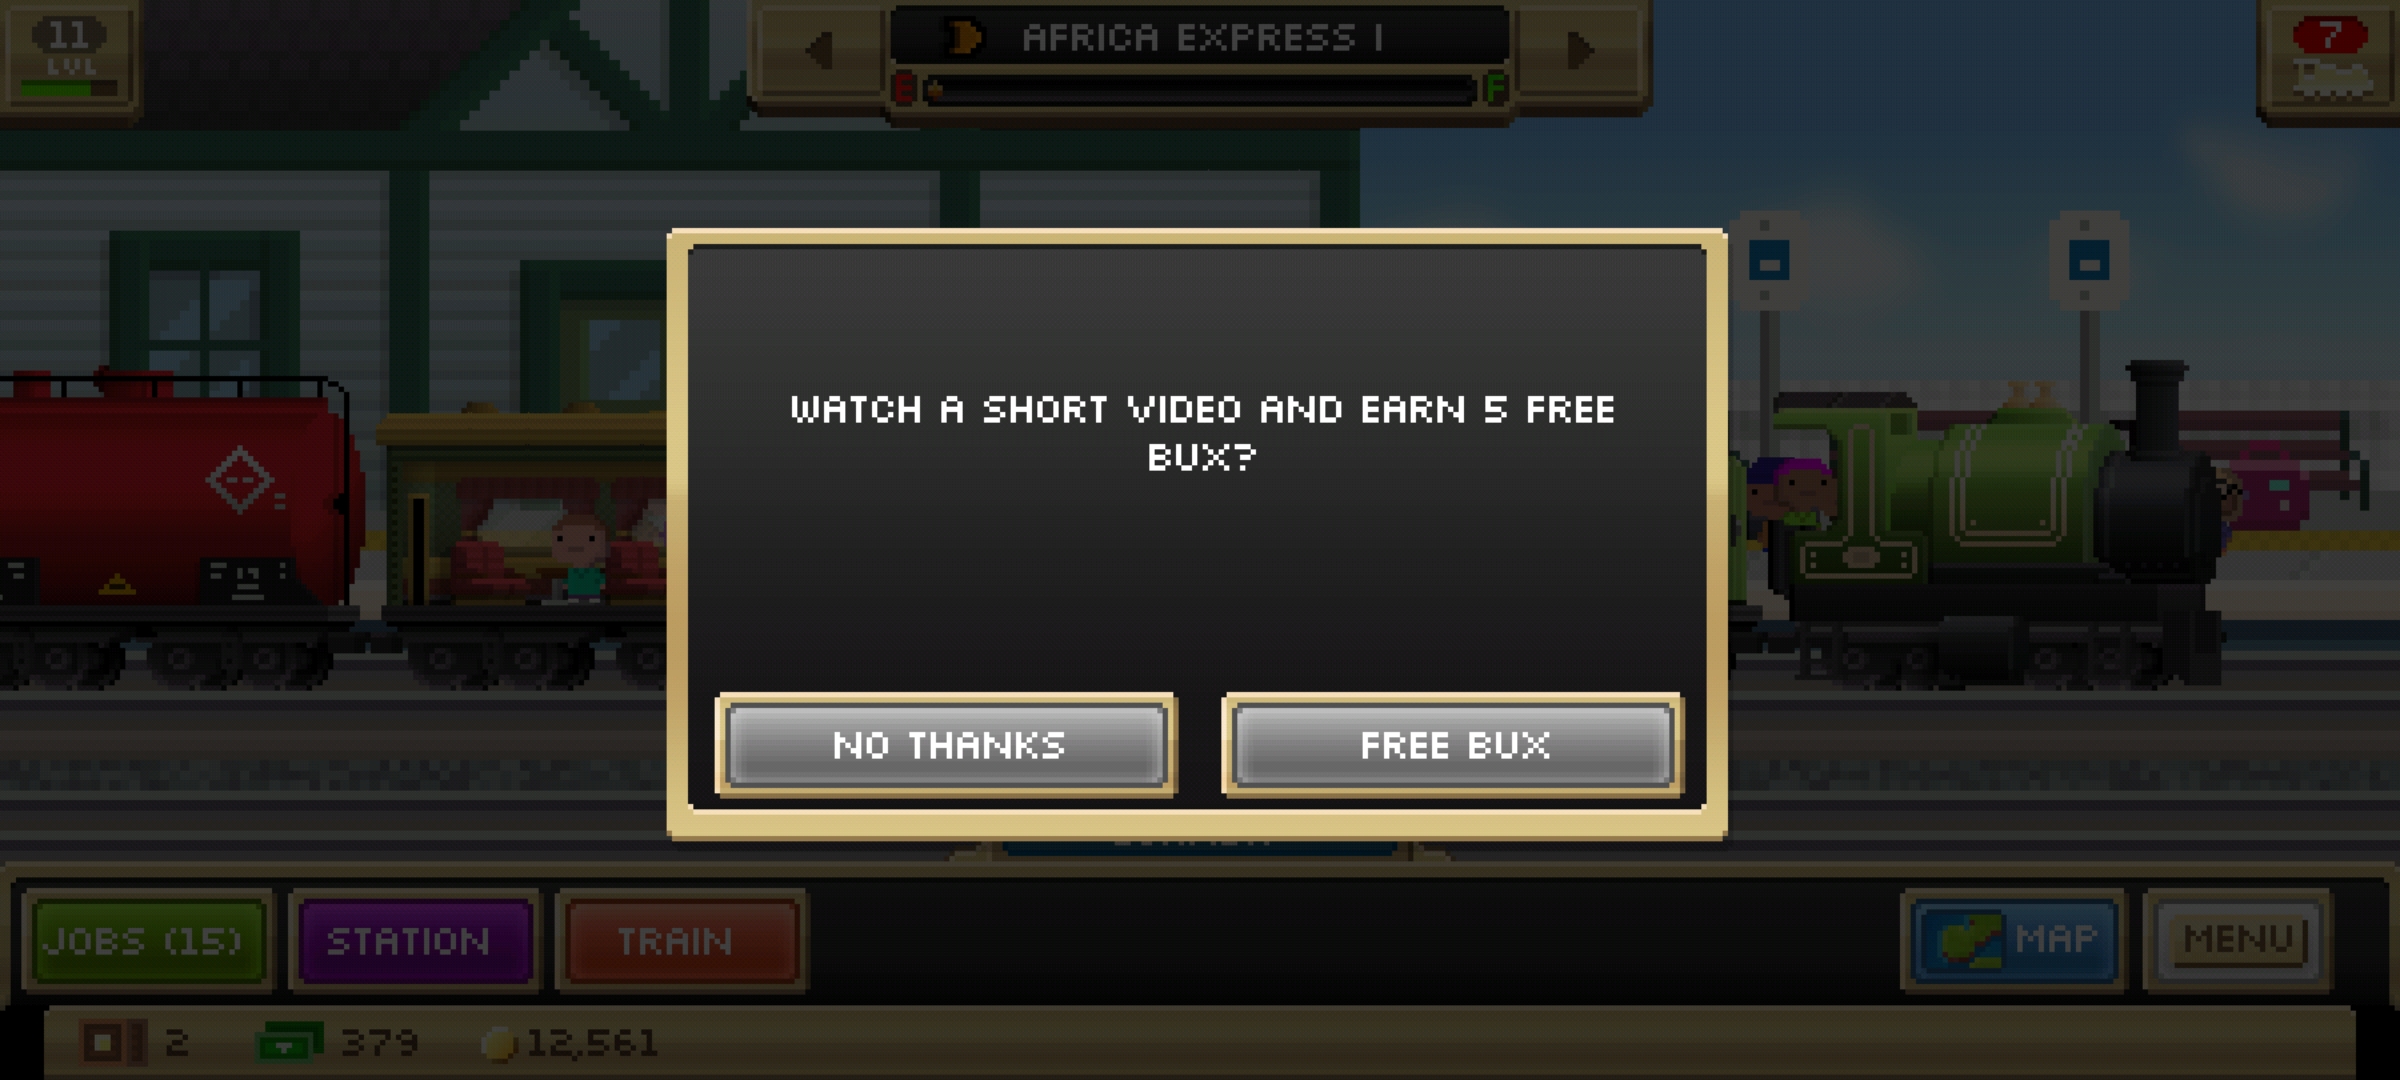 11
LVL
AFRICA EXPRESS I
E
F
7
WATCH A SHORT VIDEO AND EARN 5 FREE
BUX?
NO THANKS
FREE BUX
JOBS (15)
STATION
TRAIN
MAP
MENU
2
379
12,561